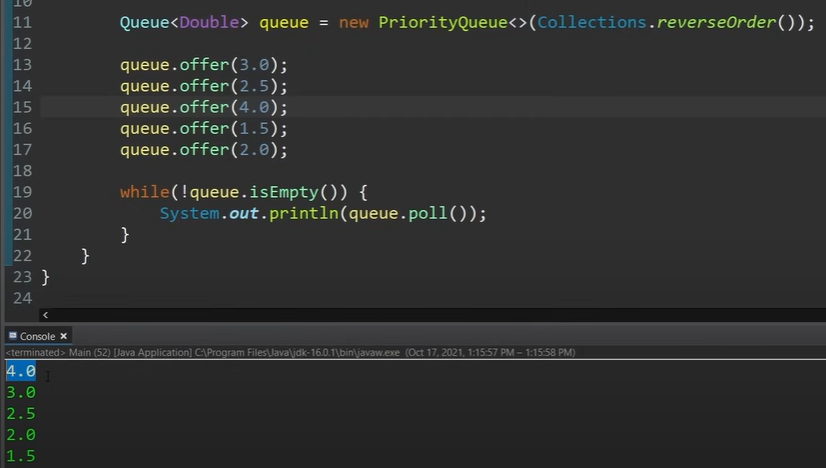 10
11 Queue<Double> queue = new PriorityQueue<>(Collections.reverseOrder());
12
13 queue.offer(3.0);
14 queue.offer(2.5);
15 queue.offer(4.0);
16 queue.offer(1.5);
17 queue.offer(2.0);
18
19 while(!queue.isEmpty()) {
20 System.out.println(queue.poll());
21 }
22 }
23 }
24
Console
<terminated> Main (52) [Java Application] C:\Program Files\Java\jdk-16.0.1\bin\javaw.exe (Oct 17, 2021, 1:15:57 PM – 1:15:58 PM)
4.0
3.0
2.5
2.0
1.5